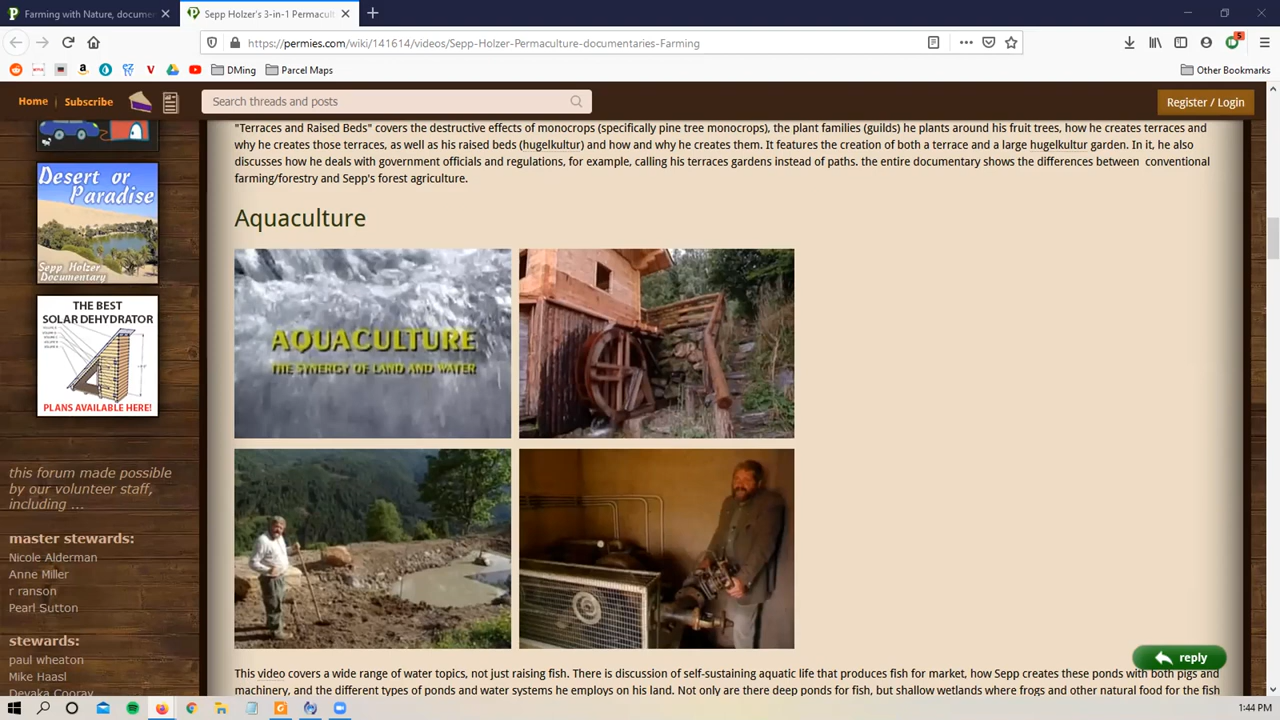 Farming with Nature, documen
Sepp Holzer's 3-in-1 Permacult
https://permies.com/wiki/141614/videos/Sepp-Holzer-Permaculture-documentaries-Farming
5
DMing
Parcel Maps
Other Bookmarks
Home
Subscribe
Search threads and posts
Register / Login
"Terraces and Raised Beds" covers the destructive effects of monocrops (specifically pine tree monocrops), the plant families (guilds) he plants around his fruit trees, how he creates terraces and
why he creates those terraces, as well as his raised beds (hugelkultur) and how and why he creates them. It features the creation of both a terrace and a large hugelkultur garden. In it, he also
discusses how he deals with government officials and regulations, for example, calling his terraces gardens instead of paths. the entire documentary shows the differences between conventional
farming/forestry and Sepp's forest agriculture.
Desert or
Paradise
Sepp Holzer
Documentary
Aquaculture
AQUACULTURE
THE SYNERGY OF LAND AND WATER
THE BEST
SOLAR DEHYDRATOR
PLANS AVAILABLE HERE!
this forum made possible
by our volunteer staff,
including ...
master stewards:
Nicole Alderman
Anne Miller
r ranson
Pearl Sutton
stewards:
paul wheaton
Mike Haasl
Devaka Cooray
reply
This video covers a wide range of water topics, not just raising fish. There is discussion of self-sustaining aquatic life that produces fish for market, how Sepp creates these ponds with both pigs and
machinery, and the different types of ponds and water systems he employs on his land. Not only are there deep ponds for fish, but shallow wetlands where frogs and other natural food for the fish
1:44 PM